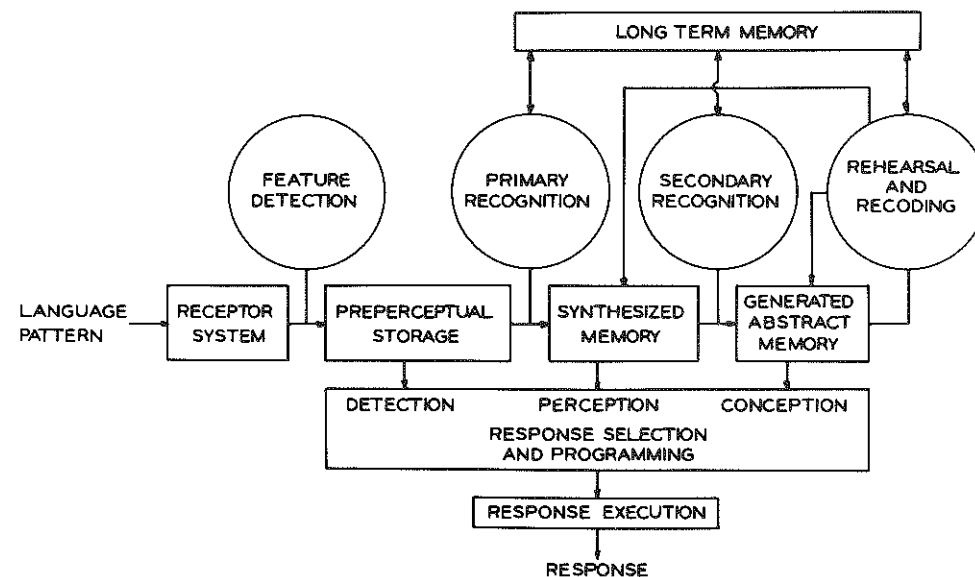 LONG TERM MEMORY
FEATURE
DETECTION
PRIMARY
RECOGNITION
SECONDARY
RECOGNITION
REHEARSAL
AND
RECODING
LANGUAGE
PATTERN
RECEPTOR
SYSTEM
PREPERCEPTUAL
STORAGE
SYNTHESIZED
MEMORY
GENERATED
ABSTRACT
MEMORY
DETECTION
PERCEPTION
CONCEPTION
RESPONSE SELECTION
AND PROGRAMMING
RESPONSE EXECUTION
RESPONSE